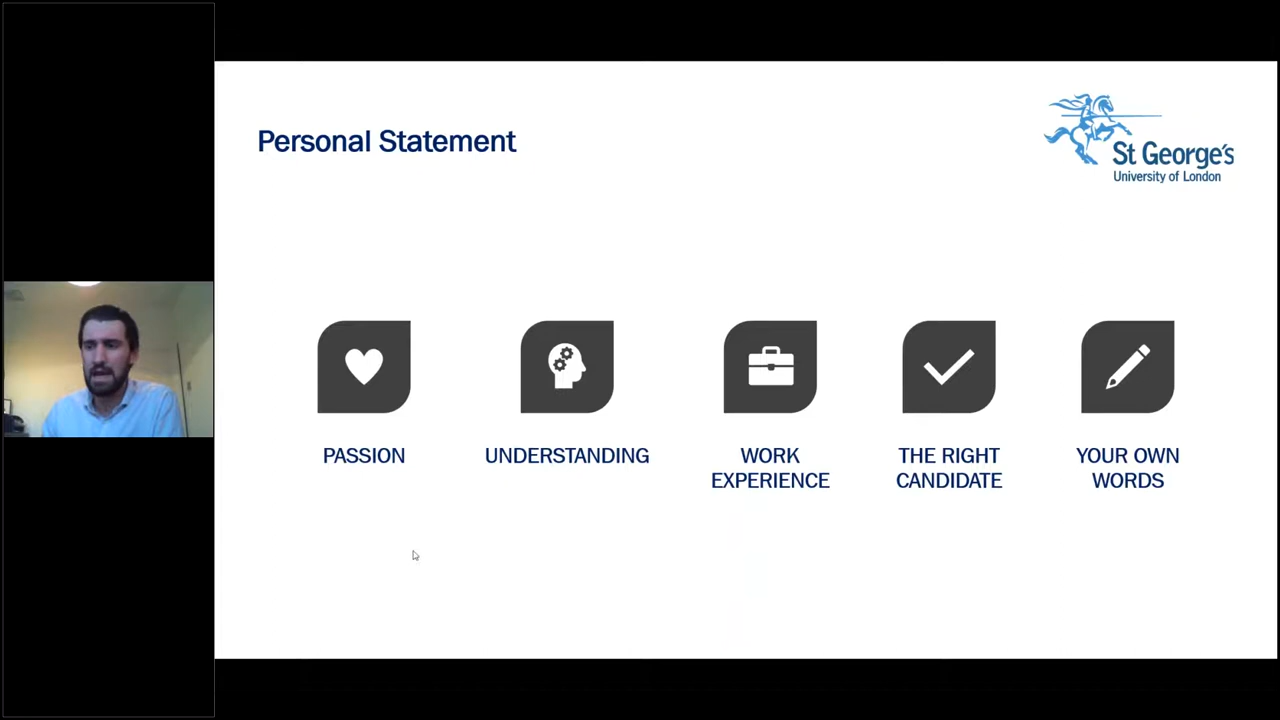 Personal Statement
St George's
University of London
PASSION
UNDERSTANDING
WORK
EXPERIENCE
THE RIGHT
CANDIDATE
YOUR OWN
WORDS